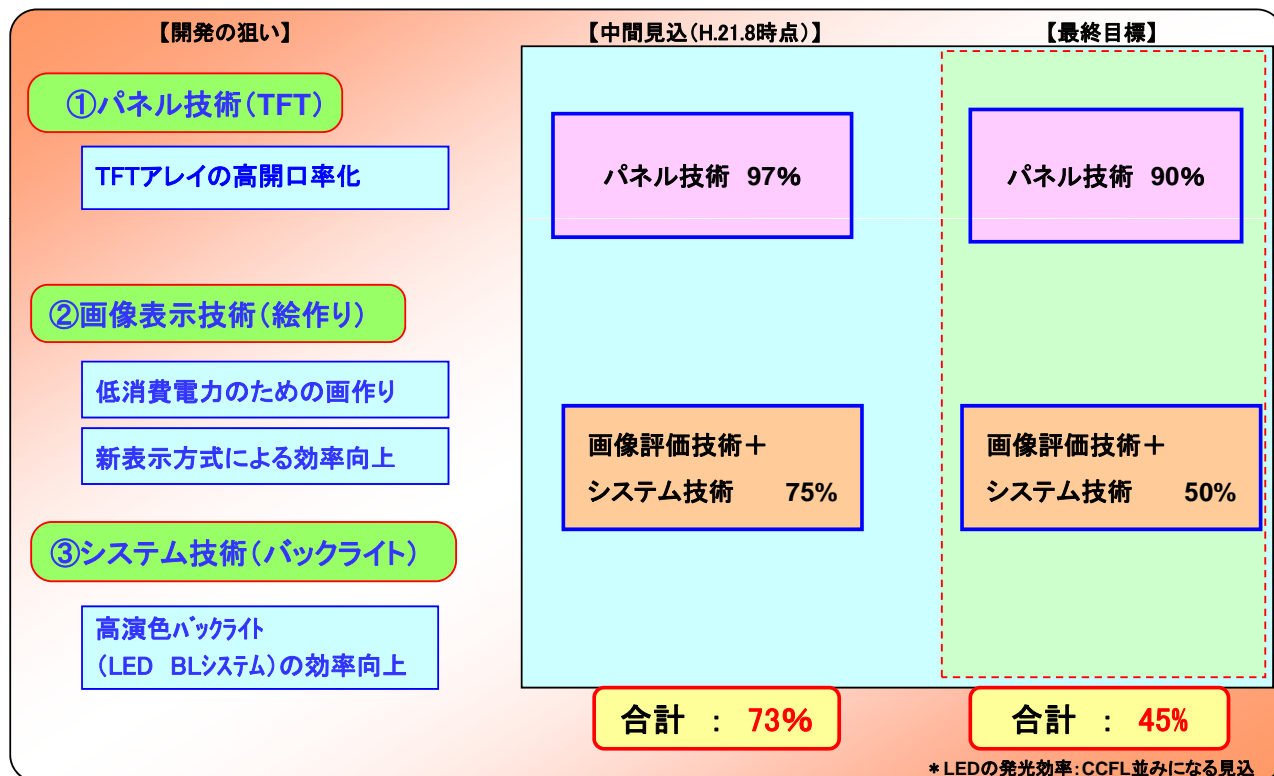 【開発の狙い】
【中間見込(H.21.8時点)】
【最終目標】
①パネル技術(TFT)
TFTアレイの高開口率化
パネル技術 97%
パネル技術 90%
②画像表示技術(絵作り)
低消費電力のための画作り
新表示方式による効率向上
画像評価技術＋
システム技術 75%
画像評価技術＋
システム技術 50%
③システム技術(バックライト)
高演色ﾊﾞｯｸﾗｲﾄ
(LED BLｼｽﾃﾑ)の効率向上
合計 : 73%
合計 : 45%
＊LEDの発光効率:CCFL並みになる見込